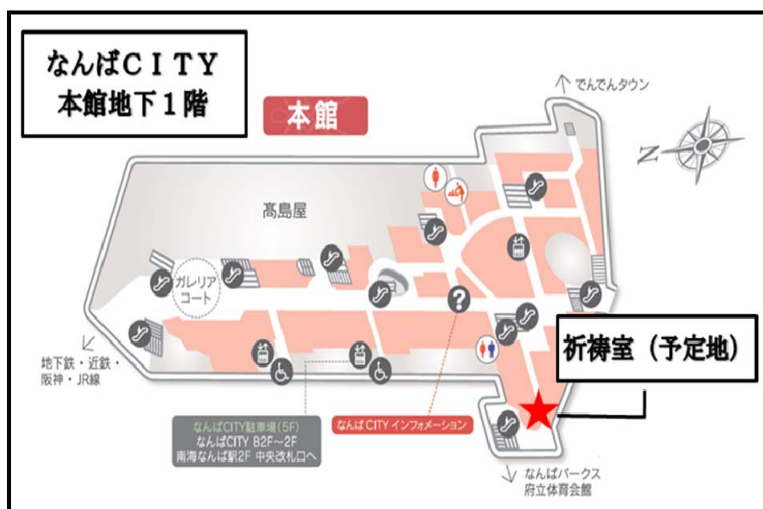 なんばＣＩＴＹ
本館地下１階
本館
でんでんタウン
N
髙島屋
ガレリア
コート
?
地下鉄・近鉄・
阪神・JR線
祈祷室（予定地）
なんばCITY駐車場(5F)
なんばCITY B2F～2F
南海なんば駅2F 中央改札口へ
なんばCITY インフォメーション
なんばパークス
府立体育会館